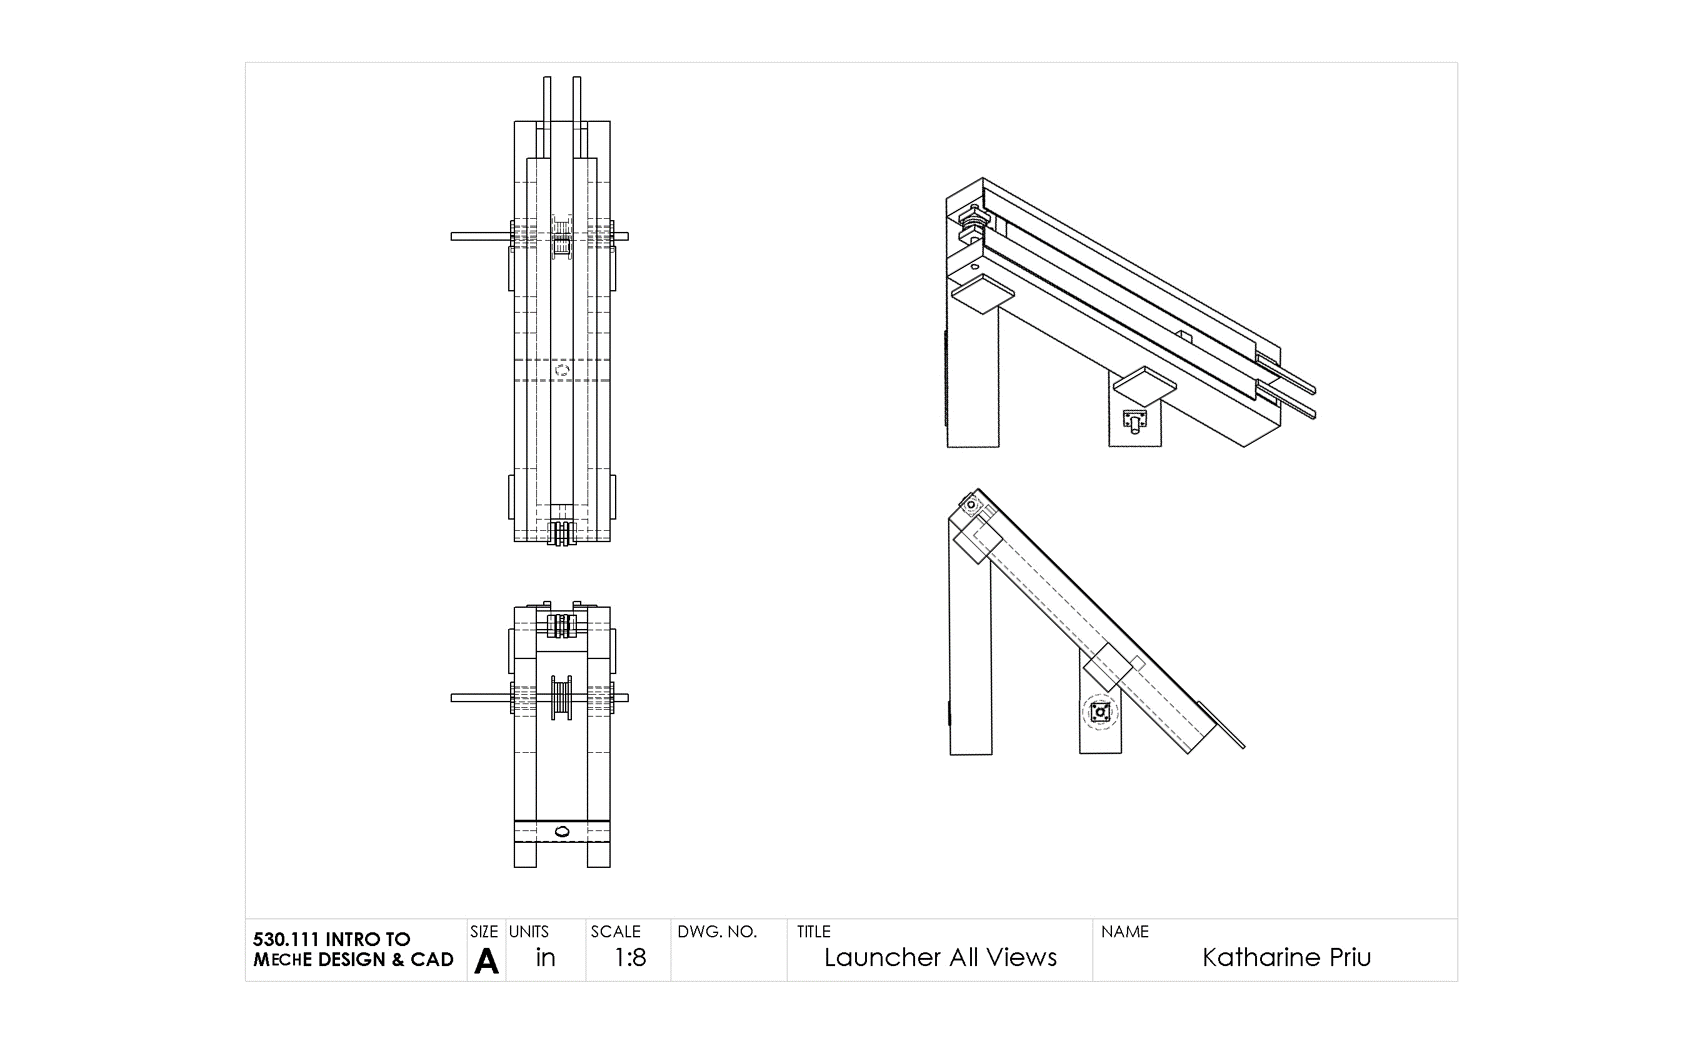 530.111 INTRO TO
MECHE DESIGN & CAD
SIZE
A
UNITS
in
SCALE
1:8
DWG. NO.
TITLE
Launcher All Views
NAME
Katharine Priu